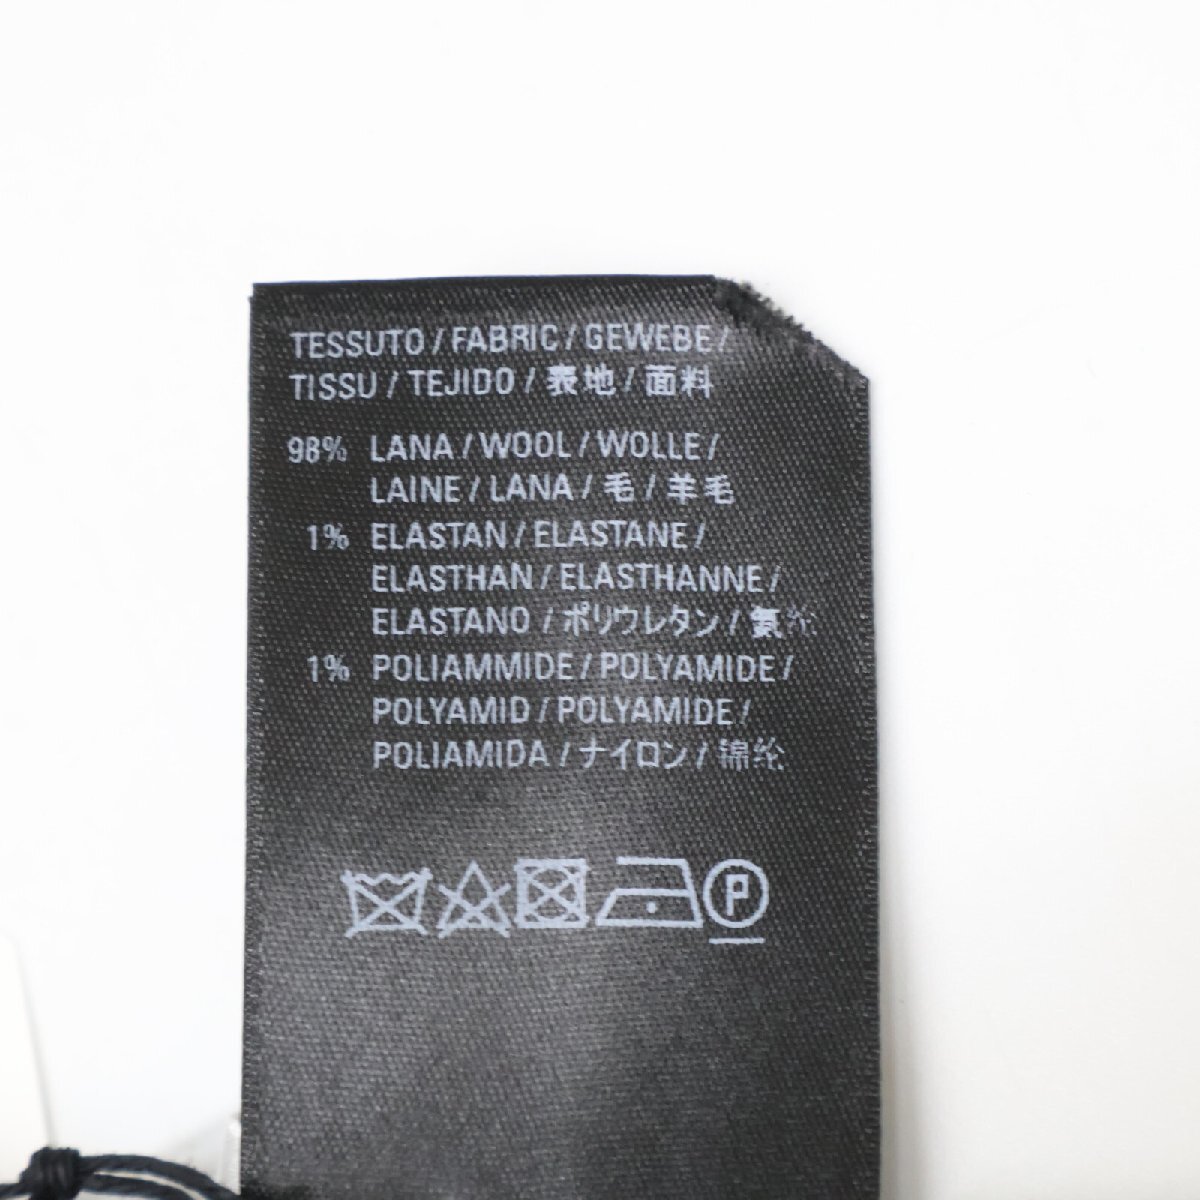 TESSUTO / FABRIC / GEWEBE /
TISSU / TEJIDO / 表地 / 面料
98% LANA / WOOL / WOLLE /
LAINE / LANA / 毛 / 羊毛
1% ELASTAN / ELASTANE /
ELASTHAN / ELASTHANNE /
ELASTANO / ポリウレタン / 氨纶
1% POLIAMMIDE / POLYAMIDE /
POLYAMID / POLYAMIDE /
POLIAMIDA / ナイロン / 锦纶
P